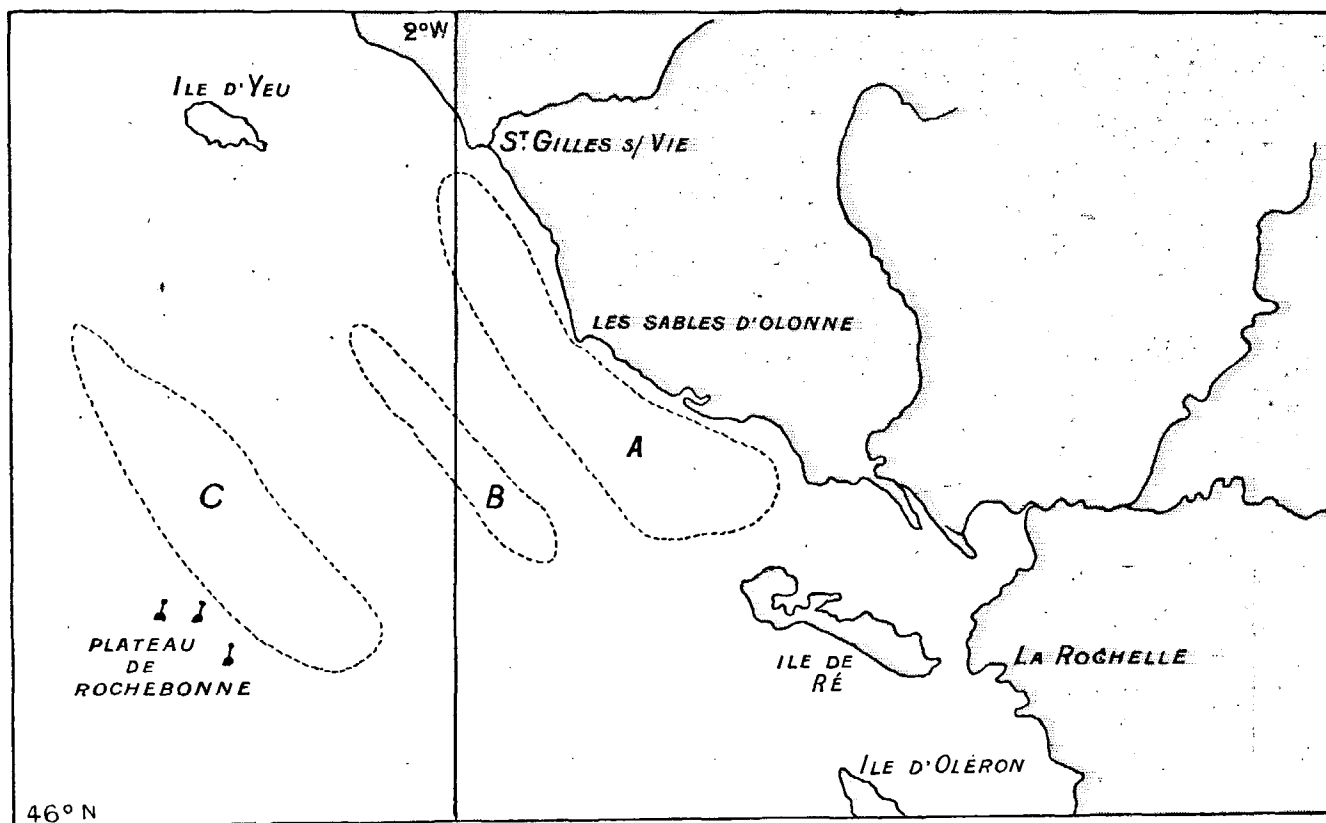 2°W
ILE D'YEU
ST. GILLES S/ VIE
LES SABLES D'OLONNE
A
B
C
PLATEAU
DE
ROCHEBONNE
ILE DE
RÉ
LA ROCHELLE
ILE D'OLÉRON
46° N